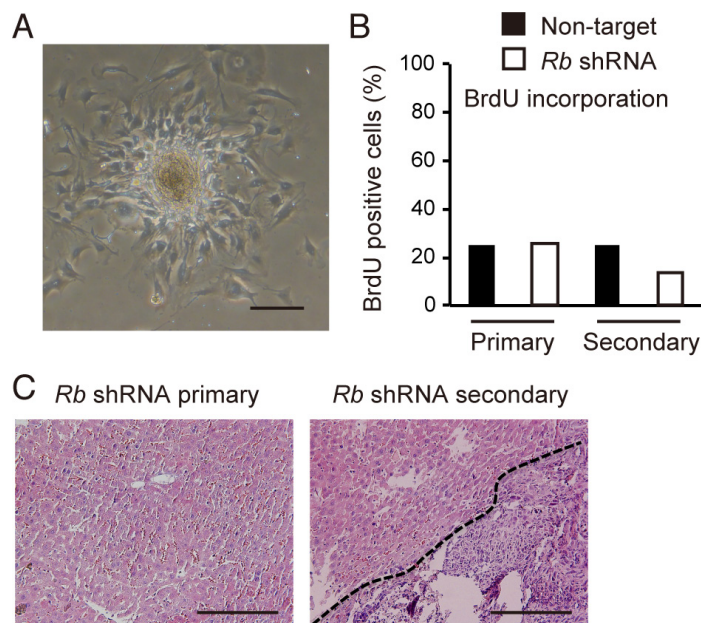 A
B
Non-target
Rb shRNA
BrdU incorporation
BrdU positive cells (%)
100
80
60
40
20
0
Primary
Secondary
C
Rb shRNA primary
Rb shRNA secondary